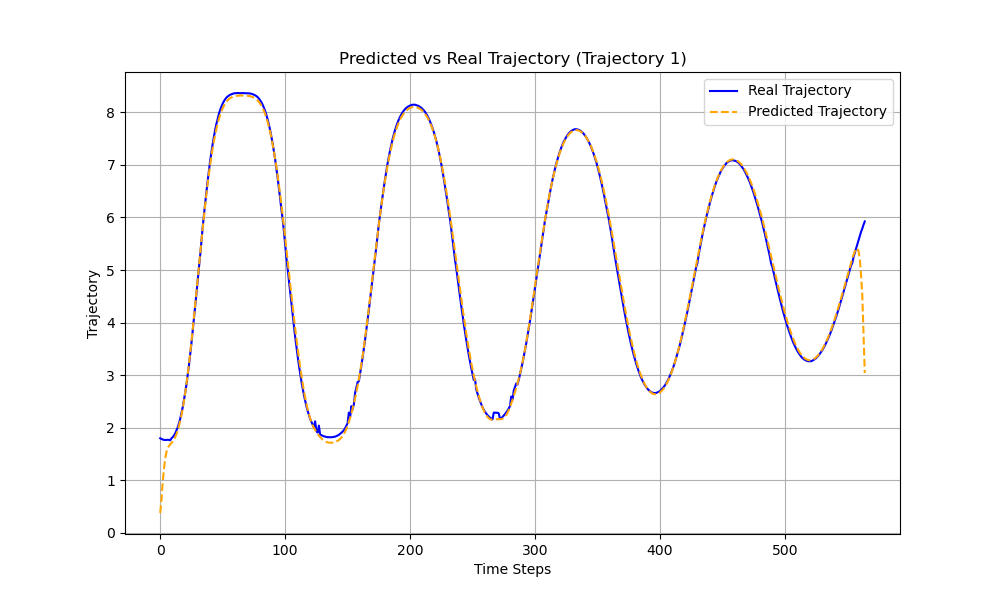 Predicted vs Real Trajectory (Trajectory 1)
Real Trajectory
Predicted Trajectory
8
7
6
5
4
3
2
1
0
Trajectory
0 100 200 300 400 500
Time Steps